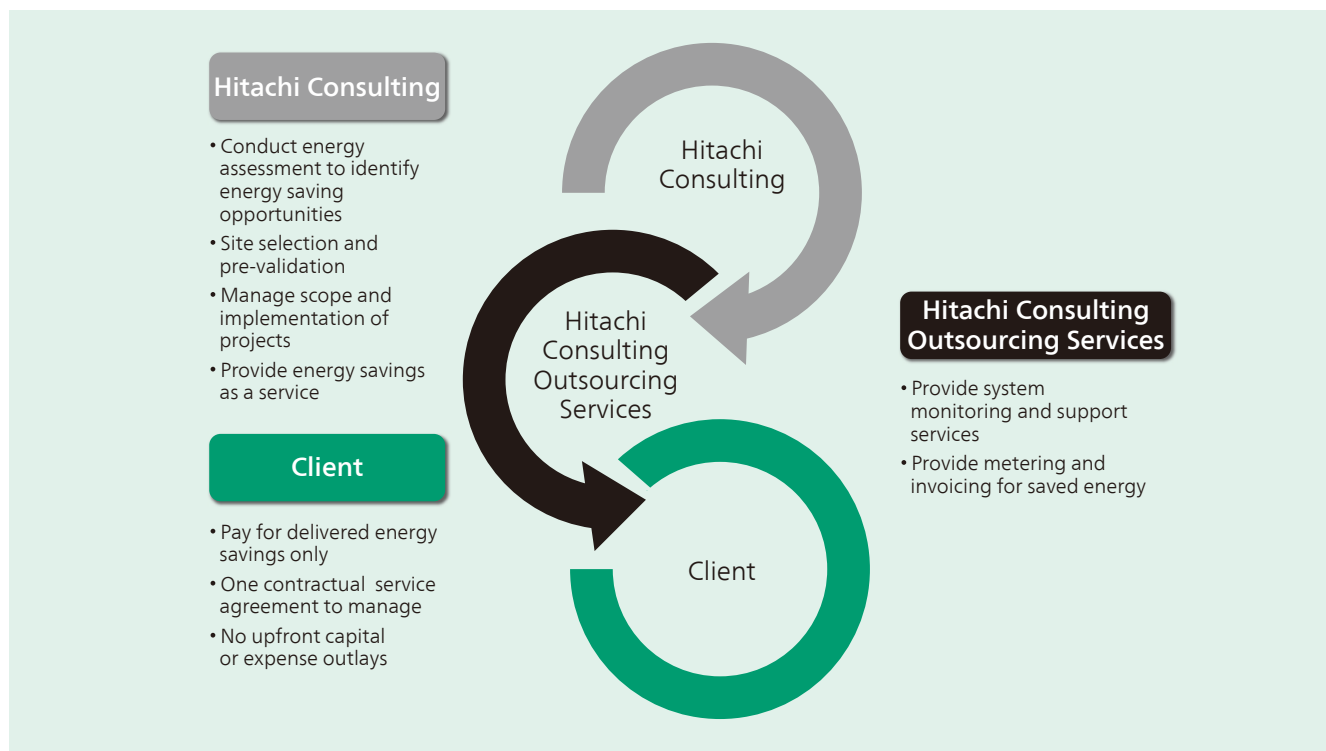 Hitachi Consulting
• Conduct energy
assessment to identify
energy saving
opportunities
• Site selection and
pre-validation
• Manage scope and
implementation of
projects
• Provide energy savings
as a service
Client
• Pay for delivered energy
savings only
• One contractual service
agreement to manage
• No upfront capital
or expense outlays
Hitachi
Consulting
Hitachi
Consulting
Outsourcing
Services
Client
Hitachi Consulting
Outsourcing Services
• Provide system
monitoring and support
services
• Provide metering and
invoicing for saved energy